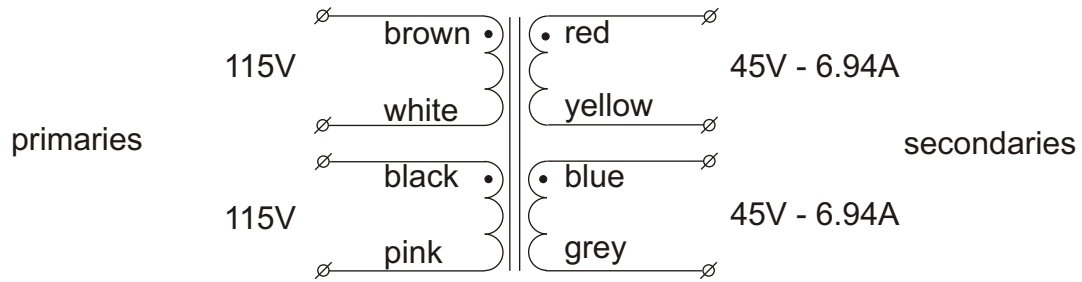 brown
red
115V
45V - 6.94A
white
yellow
primaries
secondaries
black
blue
115V
45V - 6.94A
pink
grey